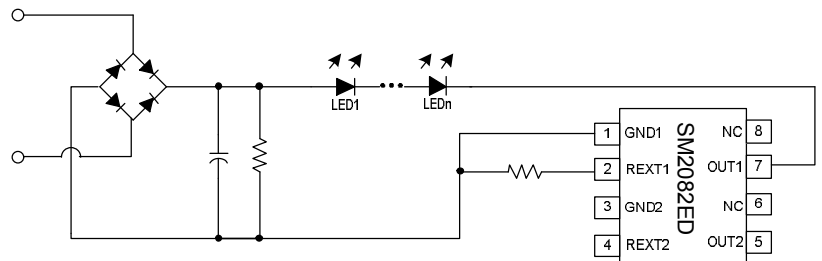 LED1
LEDn
SM2082ED
1 GND1
2 REXT1
3 GND2
4 REXT2
NC 8
OUT1 7
NC 6
OUT2 5